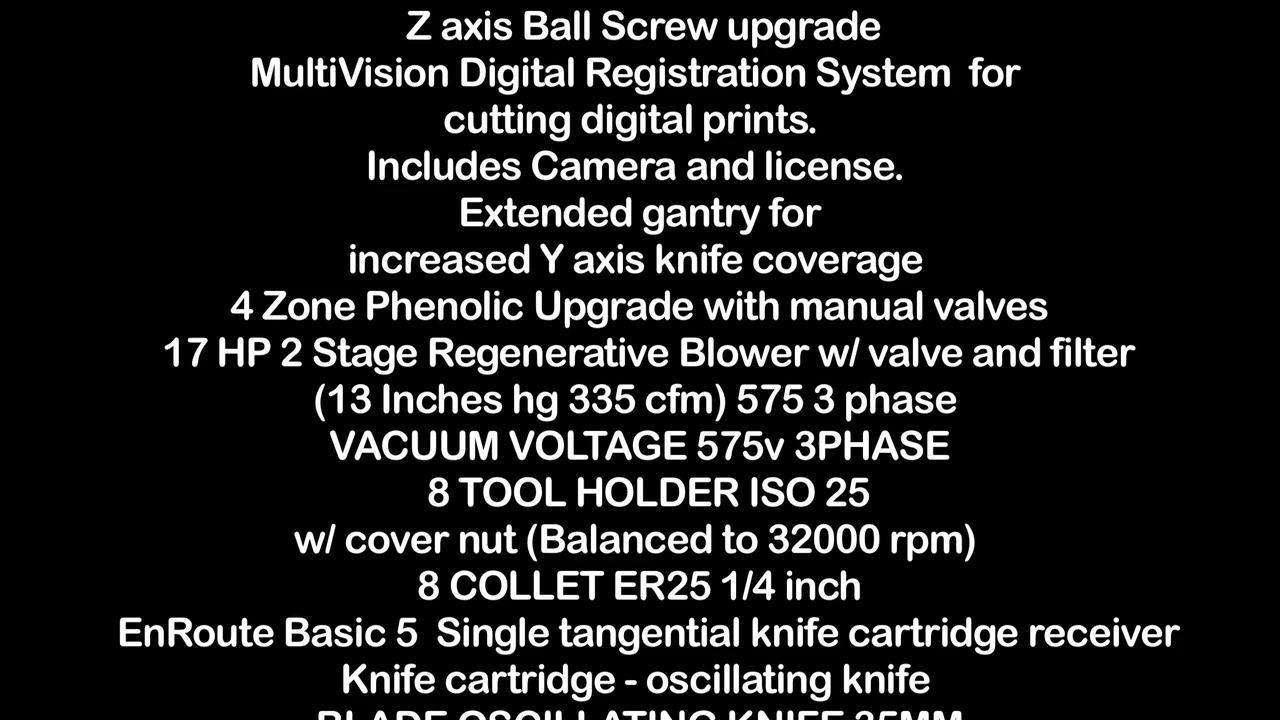 Z axis Ball Screw upgrade
MultiVision Digital Registration System  for
cutting digital prints.
Includes Camera and license.
Extended gantry for
increased Y axis knife coverage
4 Zone Phenolic Upgrade with manual valves
17 HP 2 Stage Regenerative Blower w/ valve and filter
(13 Inches hg 335 cfm) 575 3 phase
VACUUM VOLTAGE 575v 3PHASE
8 TOOL HOLDER ISO 25
w/ cover nut (Balanced to 32000 rpm)
8 COLLET ER25 1/4 inch
EnRoute Basic 5  Single tangential knife cartridge receiver
Knife cartridge - oscillating knife
BLADE OSCILLATING KNIFE 35MM